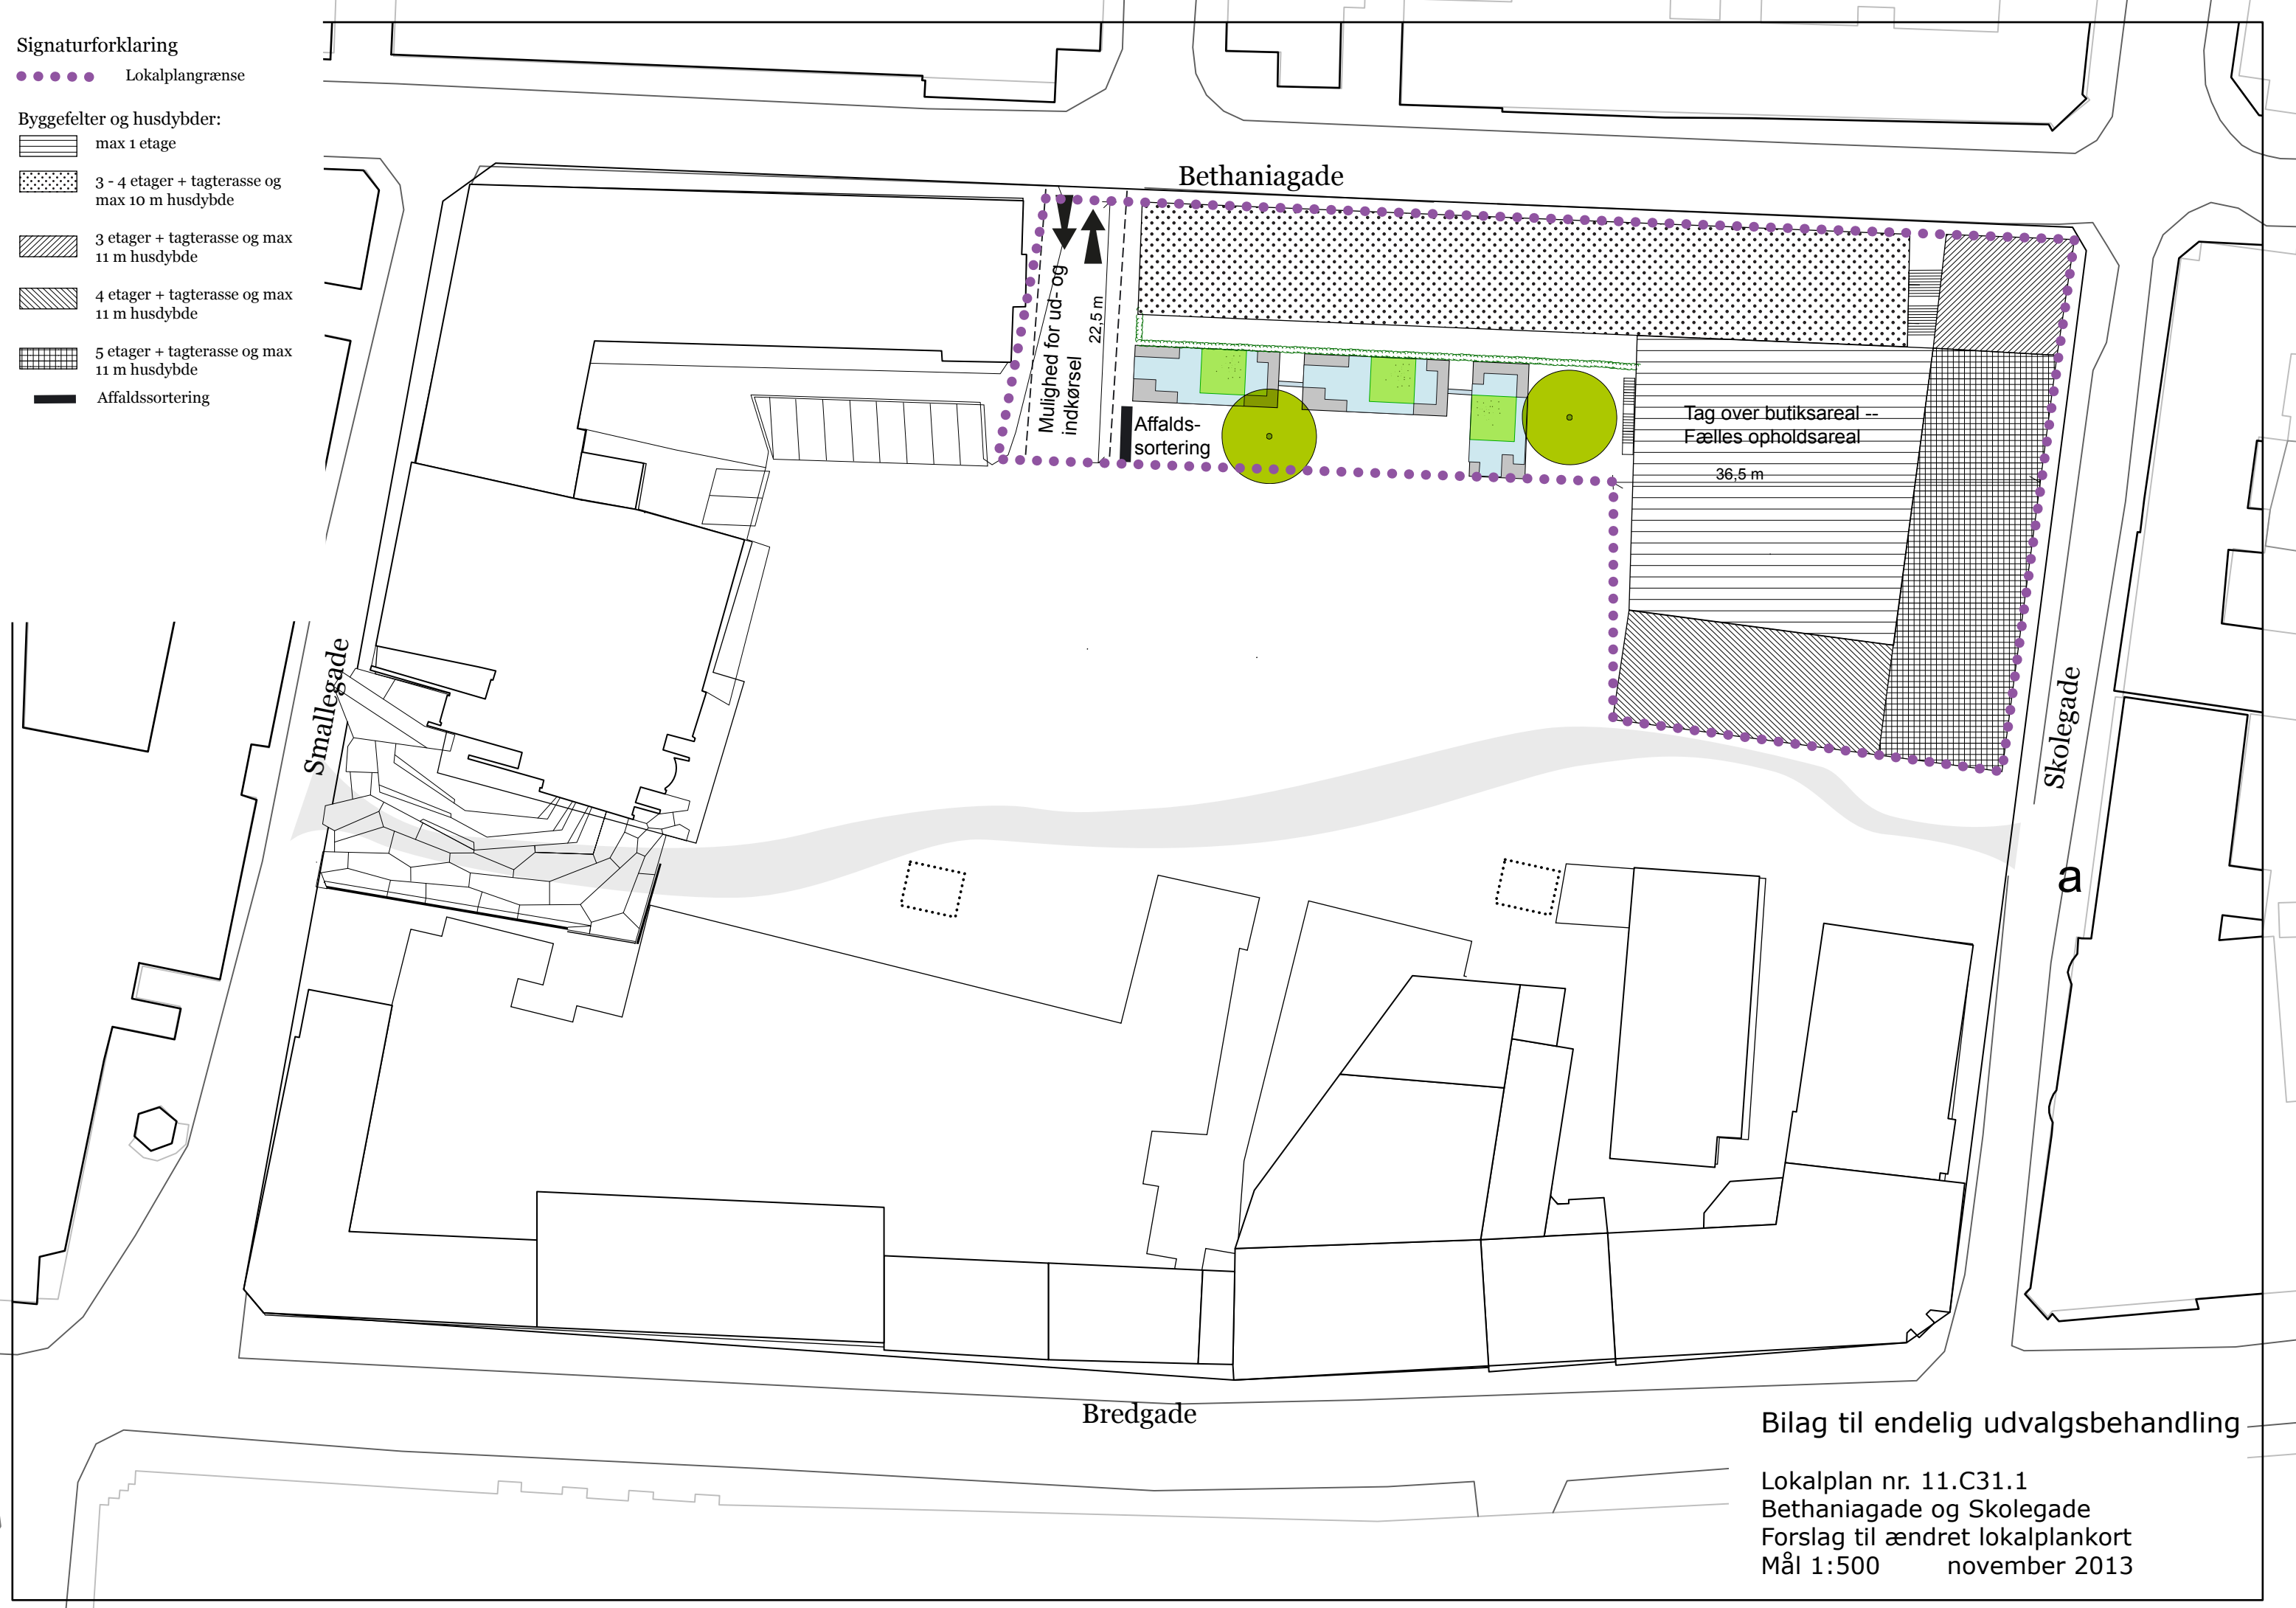 Signaturforklaring
Lokalplangrænse
Byggefelter og husdybder:
max 1 etage
3 - 4 etager + tagterasse og
max 10 m husdybde
3 etager + tagterasse og max
11 m husdybde
4 etager + tagterasse og max
11 m husdybde
5 etager + tagterasse og max
11 m husdybde
Affaldssortering
Bethaniagade
Mulighed for ud- og
indkørsel
22,5 m
Affalds-
sortering
Tag over butiksareal --
Fælles opholdsareal
36,5 m
Smallegade
Skolegade
a
Bredgade
Bilag til endelig udvalgsbehandling
Lokalplan nr. 11.C31.1
Bethaniagade og Skolegade
Forslag til ændret lokalplankort
Mål 1:500 november 2013